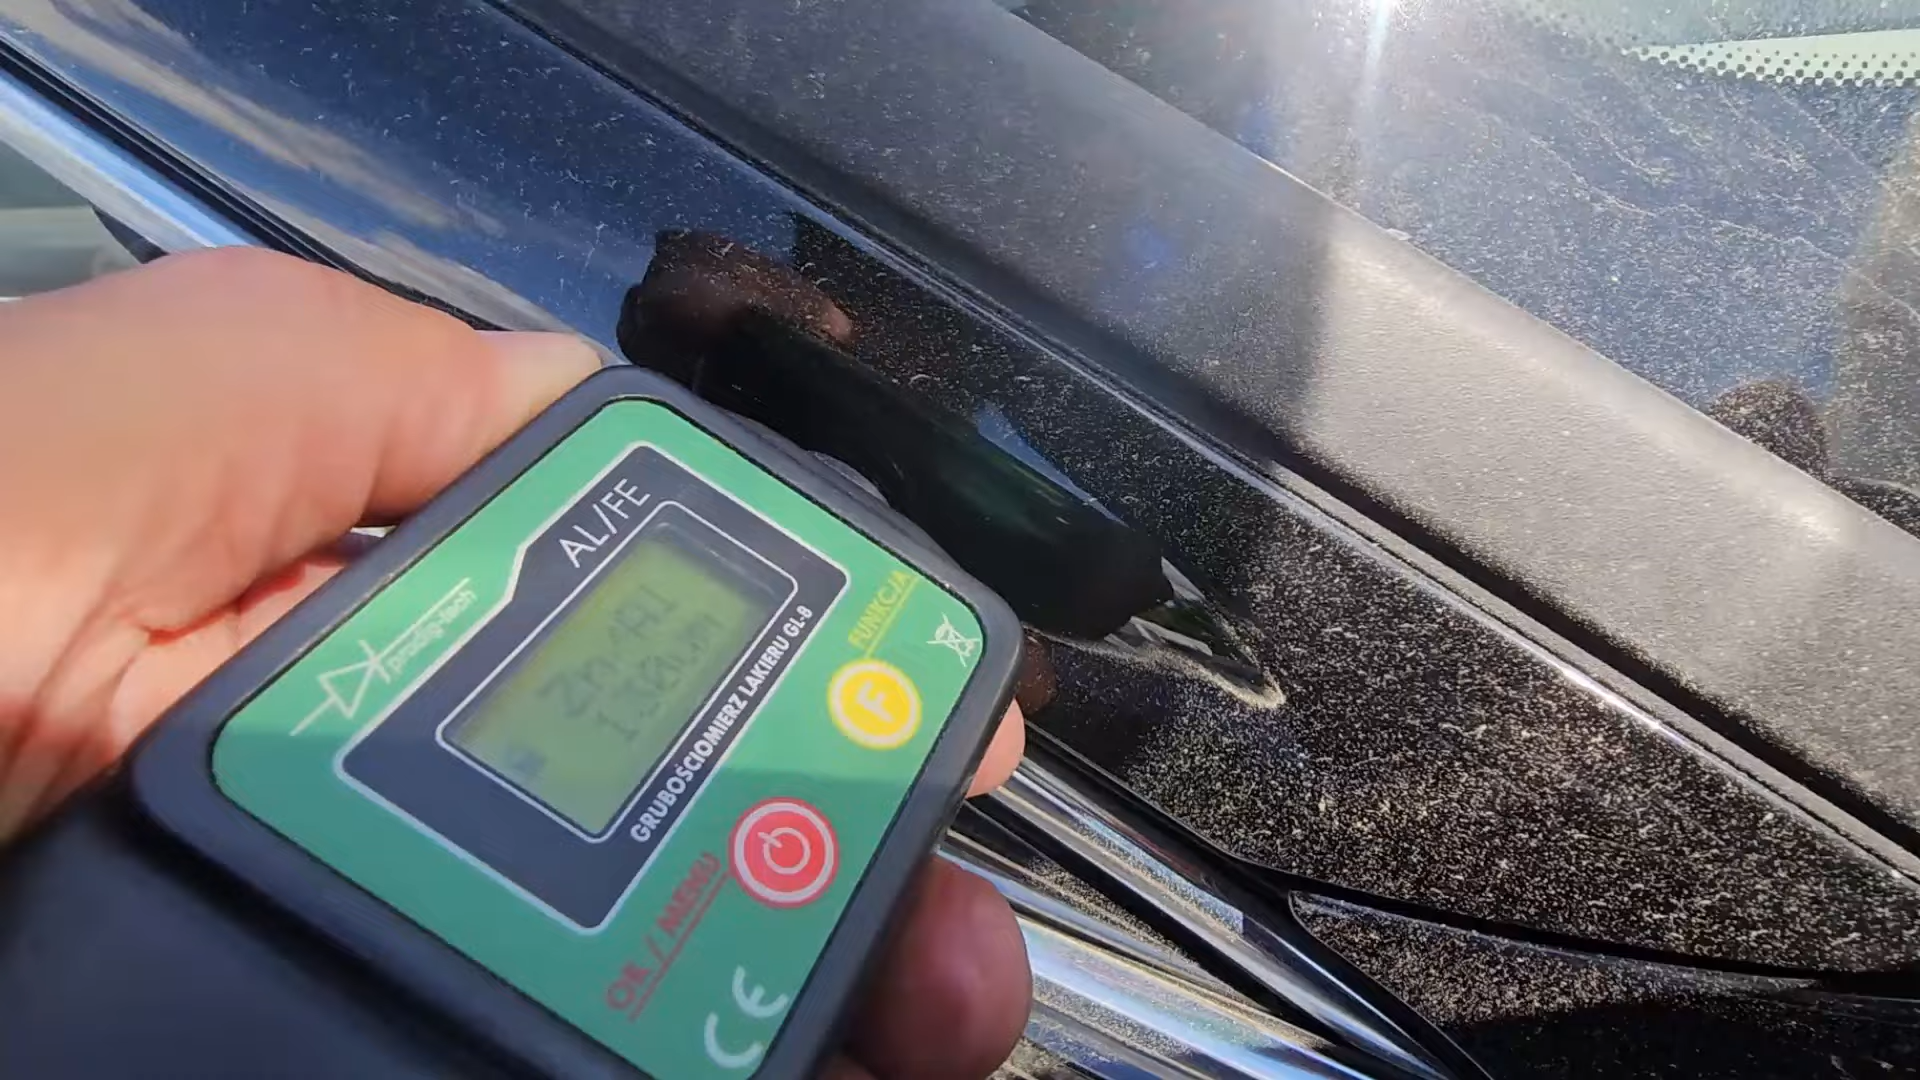 prodig-tech
AL/FE
GRUBOŚCIOMIERZ LAKIERU GL-8
FUNKCJA
F
OK / MENU
CE